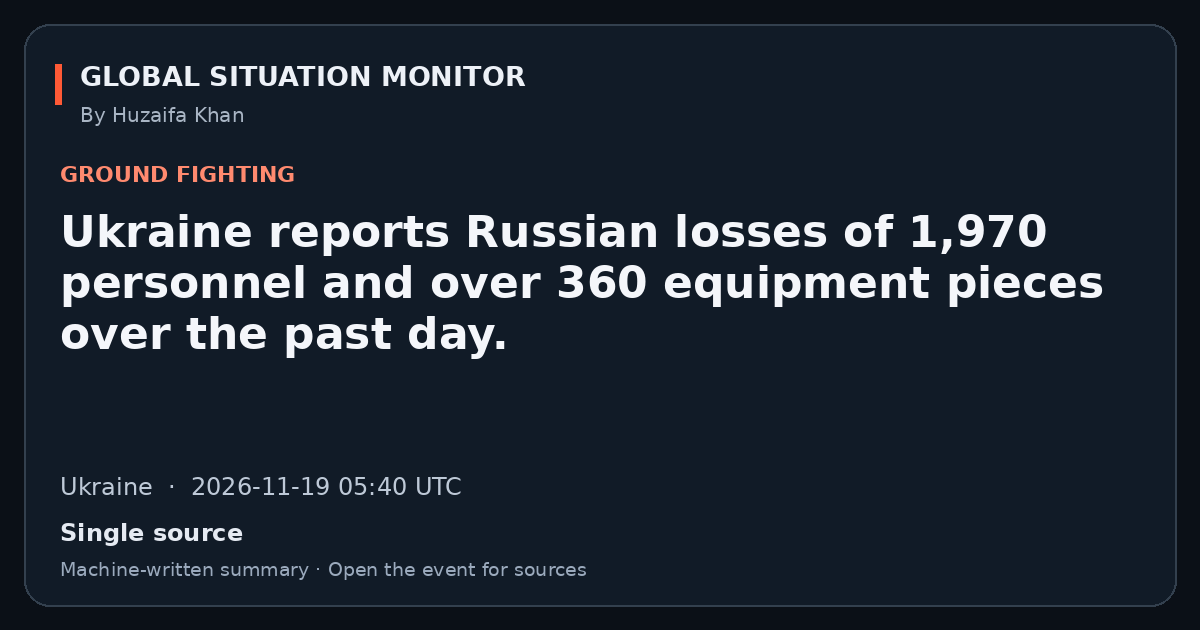 GLOBAL SITUATION MONITOR
By Huzaifa Khan
GROUND FIGHTING
Ukraine reports Russian losses of 1,970
personnel and over 360 equipment pieces
over the past day.
Ukraine · 2026-11-19 05:40 UTC
Single source
Machine-written summary · Open the event for sources